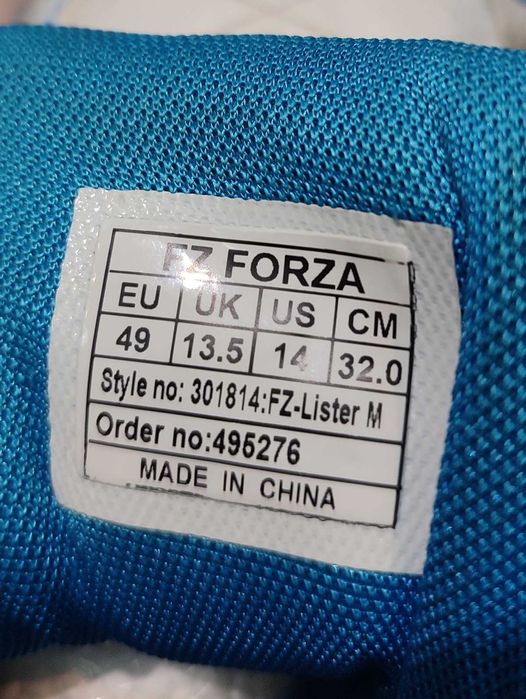 FZ FORZA
EU UK US CM
49 13.5 14 32.0
Style no: 301814:FZ-Lister M
Order no:495276
MADE IN CHINA